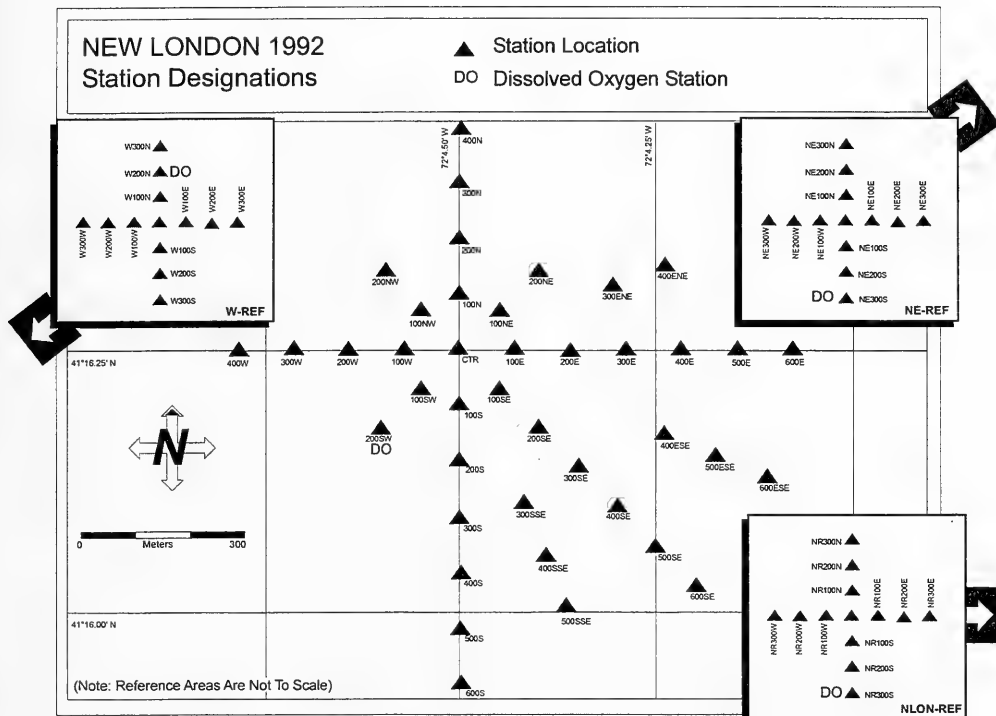 NEW LONDON 1992
Station Designations
Station Location
DO Dissolved Oxygen Station
W300N
W200N DO
W100N
W100E
W200E
W300E
W300W
W200W
W100W
W100S
W200S
W300S
W-REF
72°4.50' W
72°4.25' W
NE300N
NE200N
NE100N
NE100E
NE200E
NE300E
NE300W
NE200W
NE100W
NE100S
NE200S
DO NE300S
NE-REF
400N
300N
200N
200NW
200NE
400ENE
300ENE
100N
100NW
100NE
41°16.25' N
400W
300W
200W
100W
CTR
100E
200E
300E
400E
500E
600E
100SW
100SE
100S
200SW
DO
200SE
400ESE
200S
300SE
500ESE
600ESE
N
300SSE
400SE
300S
0 Meters 300
400SSE
500SE
400S
600SE
500SSE
41°16.00' N
500S
600S
(Note: Reference Areas Are Not To Scale)
NR300N
NR200N
NR100N
NR100E
NR200E
NR300E
NR300W
NR200W
NR100W
NR100S
NR200S
DO NR300S
NLON-REF